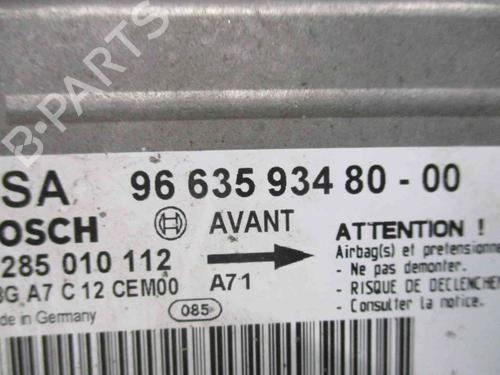 B-PARTS
SA 96 635 934 80 - 00
OSCH AVANT
285 010 112
A71
G A7 C 12 CEM00
de in Germany
085
ATTENTION !
Airbag(s) et pretensionne
- Ne pas demonter.
- RISQUE DE DECLENCHEM
- Consulter la notice.